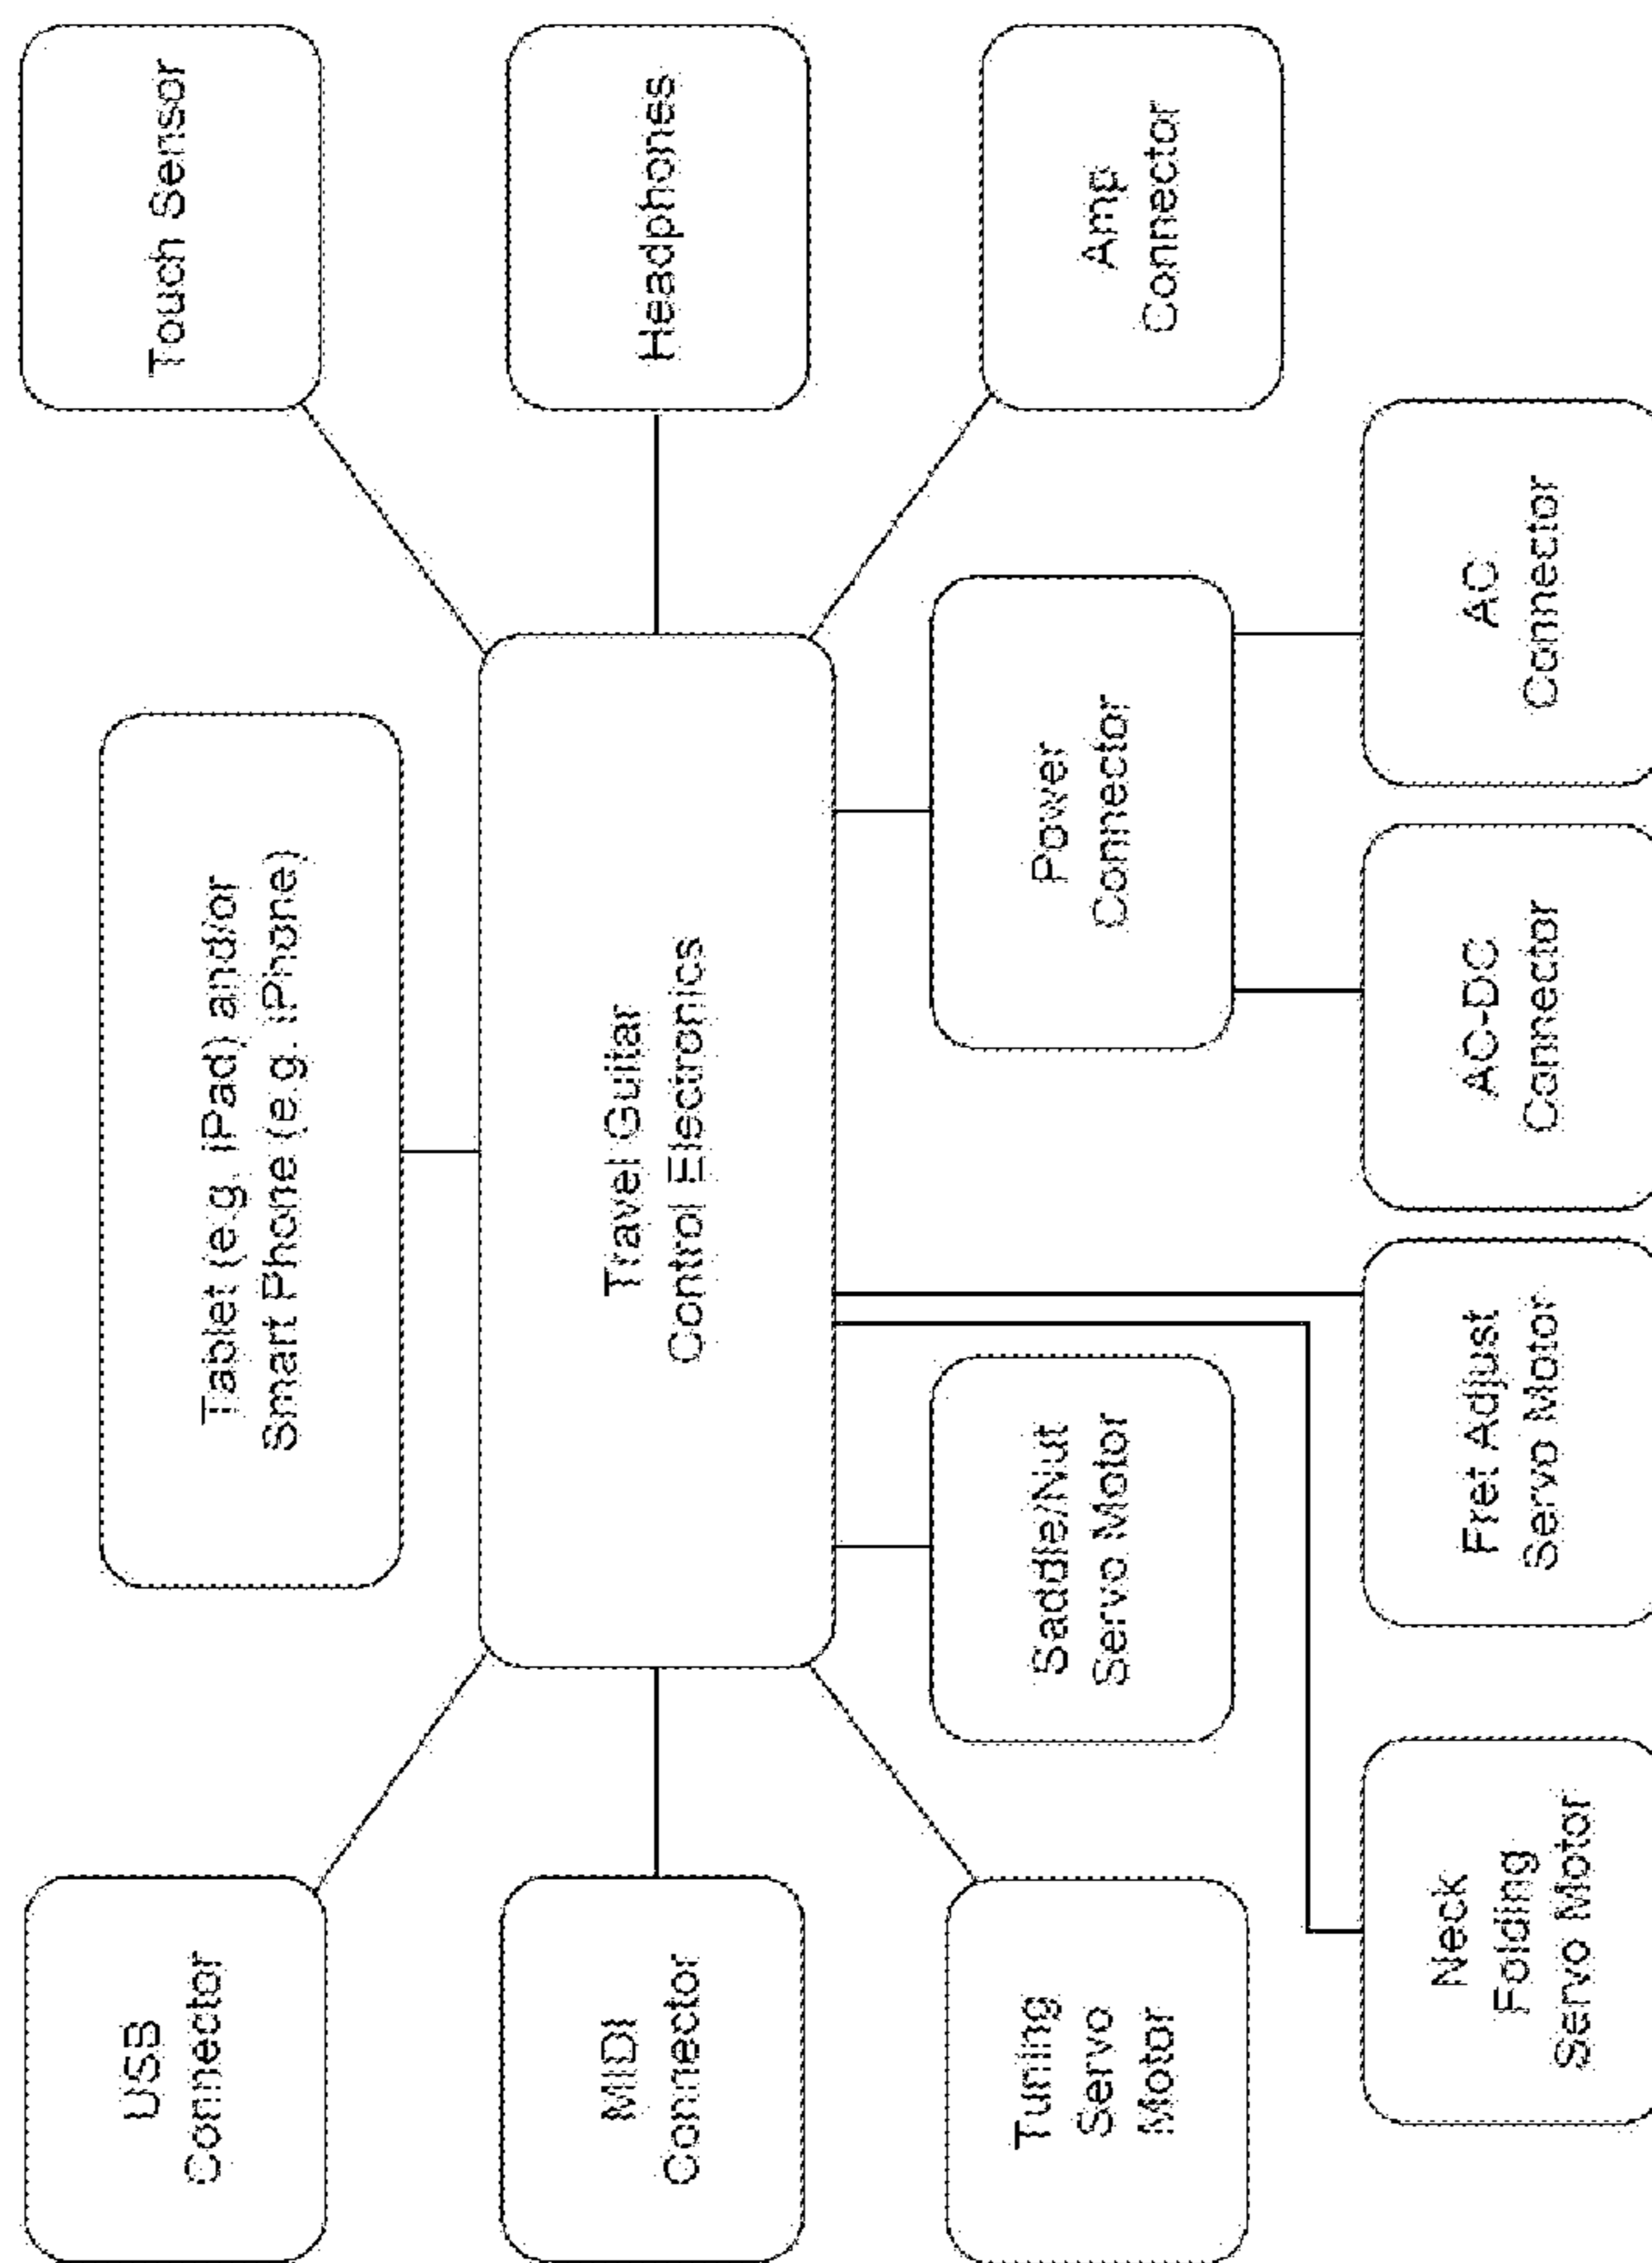 Tablet (e.g. iPad) and/or
Smart Phone (e.g. iPhone)
USB
Connector
Touch Sensor
Travel Guitar
Control Electronics
MIDI
Connector
Headphones
Tuning
Servo
Motor
Saddle/Nut
Servo Motor
Power
Connector
Amp
Connector
Neck
Folding
Servo Motor
Fret Adjust
Servo Motor
AC-DC
Connector
AC
Connector